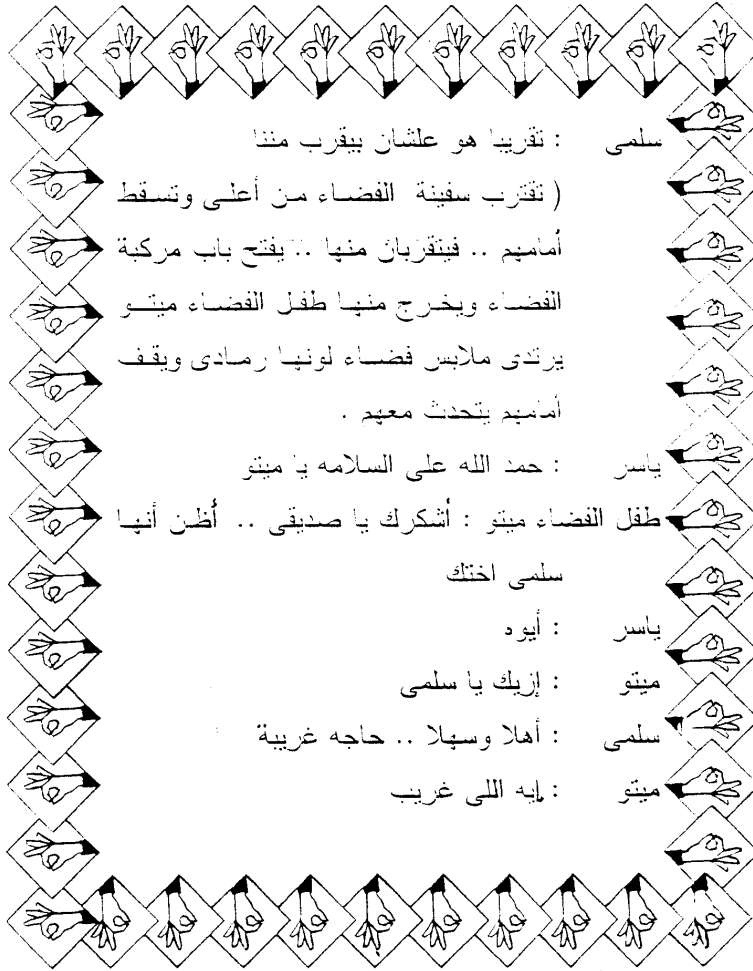 سلمى : تقريبا هو علشان بيقرب مننا
( تقترب سفينة الفضاء من أعلى وتسقط
أمامهم .. فيتقربان منها .. يفتح باب مركبة
الفضاء ويخرج منها طفل الفضاء ميتو
يرتدى ملابس فضاء لونها رمادى ويقف
أمامهم يتحدث معهم .
ياسر : حمد الله على السلامه يا ميتو
طفل الفضاء ميتو : أشكرك يا صديقى .. أظن أنها
سلمى اختك
ياسر : أيوه
ميتو : إزيك يا سلمى
سلمى : أهلا وسهلا .. حاجه غريبة
ميتو : إيه اللى غريب